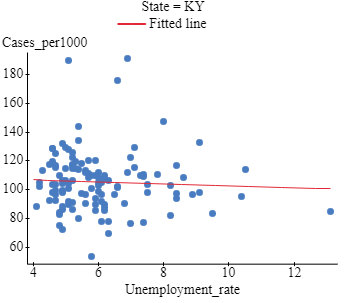 State = KY
Fitted line
Cases_per1000
180
160
140
120
100
80
60
4 6 8 10 12
Unemployment_rate